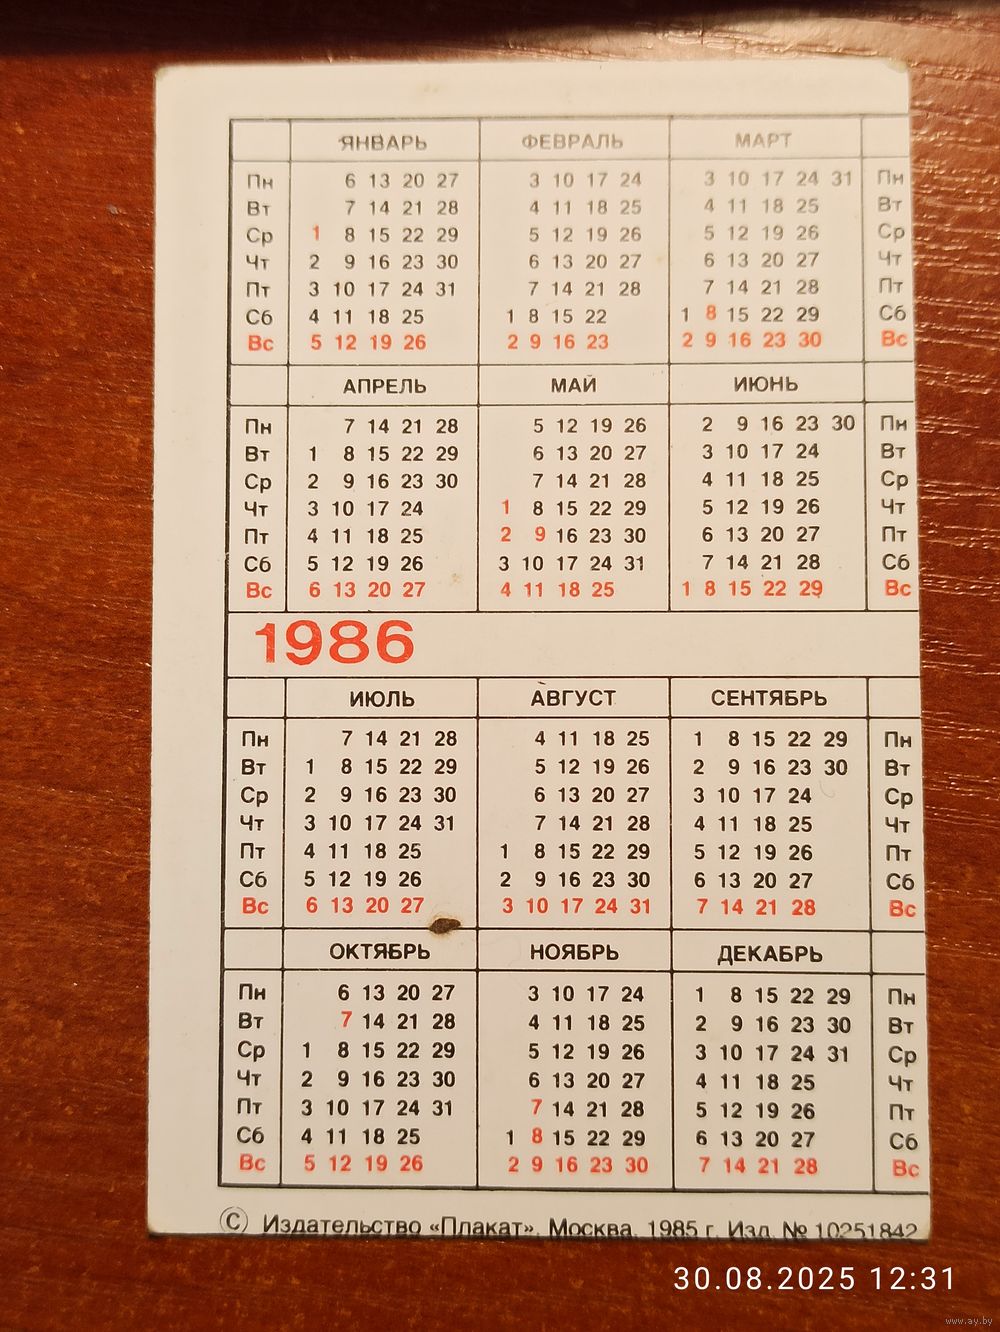 ЯНВАРЬ ФЕВРАЛЬ МАРТ
Пн 6 13 20 27 3 10 17 24 3 10 17 24 31 Пн
Вт 7 14 21 28 4 11 18 25 4 11 18 25 Вт
Ср 1 8 15 22 29 5 12 19 26 5 12 19 26 Ср
Чт 2 9 16 23 30 6 13 20 27 6 13 20 27 Чт
Пт 3 10 17 24 31 7 14 21 28 7 14 21 28 Пт
Сб 4 11 18 25 1 8 15 22 1 8 15 22 29 Сб
Вс 5 12 19 26 2 9 16 23 2 9 16 23 30 Вс
АПРЕЛЬ МАЙ ИЮНЬ
Пн 7 14 21 28 5 12 19 26 2 9 16 23 30 Пн
Вт 1 8 15 22 29 6 13 20 27 3 10 17 24 Вт
Ср 2 9 16 23 30 7 14 21 28 4 11 18 25 Ср
Чт 3 10 17 24 1 8 15 22 29 5 12 19 26 Чт
Пт 4 11 18 25 2 9 16 23 30 6 13 20 27 Пт
Сб 5 12 19 26 3 10 17 24 31 7 14 21 28 Сб
Вс 6 13 20 27 4 11 18 25 1 8 15 22 29 Вс
1986
ИЮЛЬ АВГУСТ СЕНТЯБРЬ
Пн 7 14 21 28 4 11 18 25 1 8 15 22 29 Пн
Вт 1 8 15 22 29 5 12 19 26 2 9 16 23 30 Вт
Ср 2 9 16 23 30 6 13 20 27 3 10 17 24 Ср
Чт 3 10 17 24 31 7 14 21 28 4 11 18 25 Чт
Пт 4 11 18 25 1 8 15 22 29 5 12 19 26 Пт
Сб 5 12 19 26 2 9 16 23 30 6 13 20 27 Сб
Вс 6 13 20 27 3 10 17 24 31 7 14 21 28 Вс
ОКТЯБРЬ НОЯБРЬ ДЕКАБРЬ
Пн 6 13 20 27 3 10 17 24 1 8 15 22 29 Пн
Вт 7 14 21 28 4 11 18 25 2 9 16 23 30 Вт
Ср 1 8 15 22 29 5 12 19 26 3 10 17 24 31 Ср
Чт 2 9 16 23 30 6 13 20 27 4 11 18 25 Чт
Пт 3 10 17 24 31 7 14 21 28 5 12 19 26 Пт
Сб 4 11 18 25 1 8 15 22 29 6 13 20 27 Сб
Вс 5 12 19 26 2 9 16 23 30 7 14 21 28 Вс
© Издательство «Плакат». Москва. 1985 г. Изд. № 10251842
30.08.2025 12:31
www.ay.by